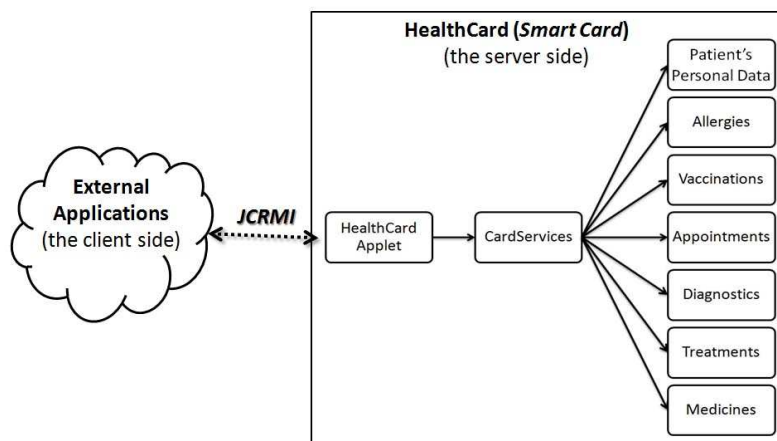 HealthCard (Smart Card)
(the server side)
External
Applications
(the client side)
JCRMI
HealthCard
Applet
CardServices
Patient's
Personal Data
Allergies
Vaccinations
Appointments
Diagnostics
Treatments
Medicines